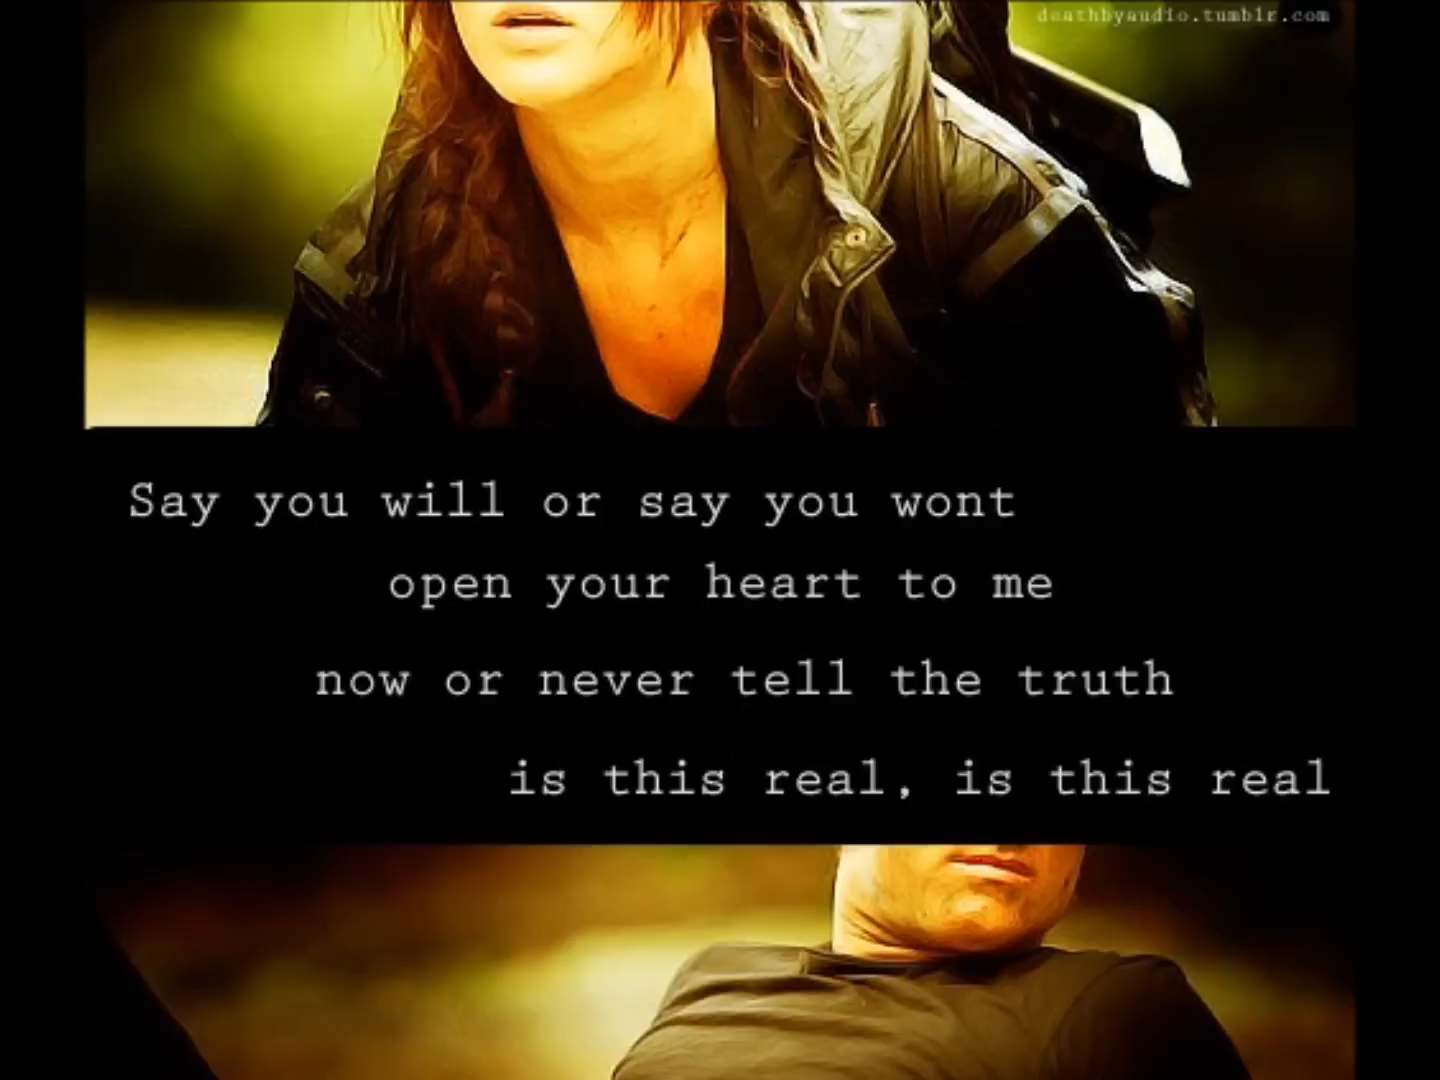 deathbyaudio.tumblr.com
Say you will or say you wont
open your heart to me
now or never tell the truth
is this real, is this real